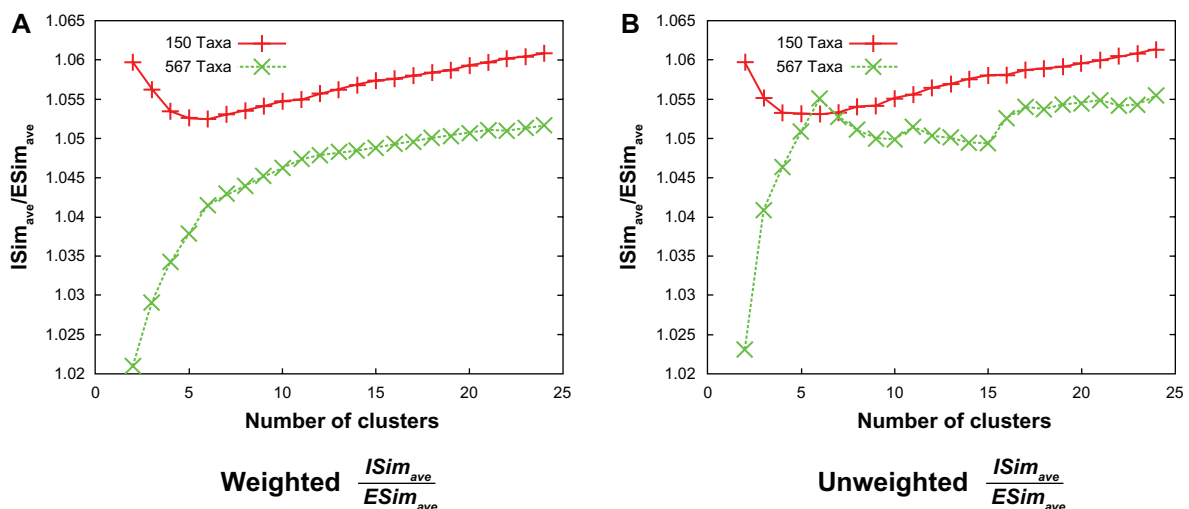 A
1.065
1.06
1.055
1.05
1.045
1.04
1.035
1.03
1.025
1.02
ISim_ave/ESim_ave
150 Taxa
567 Taxa
0 5 10 15 20 25
Number of clusters
Weighted ISim_ave / ESim_ave
B
1.065
1.06
1.055
1.05
1.045
1.04
1.035
1.03
1.025
1.02
ISim_ave/ESim_ave
150 Taxa
567 Taxa
0 5 10 15 20 25
Number of clusters
Unweighted ISim_ave / ESim_ave